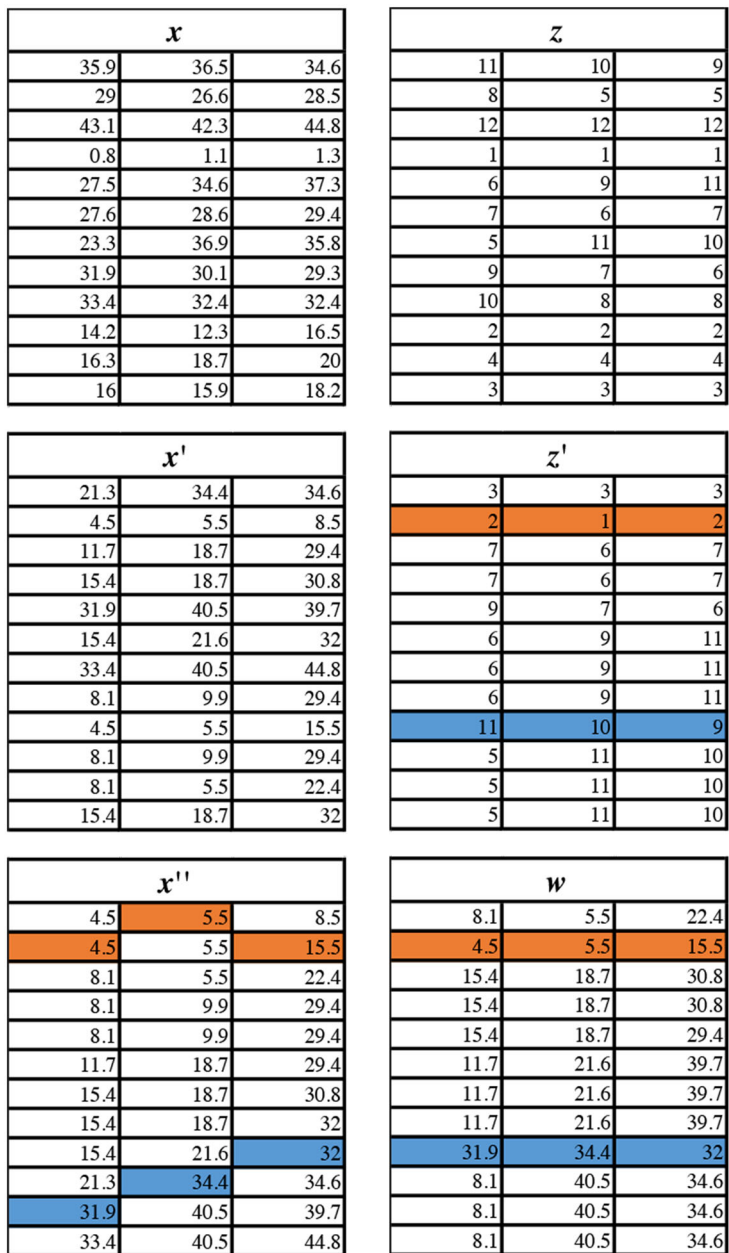 x
35.9 36.5 34.6
29 26.6 28.5
43.1 42.3 44.8
0.8 1.1 1.3
27.5 34.6 37.3
27.6 28.6 29.4
23.3 36.9 35.8
31.9 30.1 29.3
33.4 32.4 32.4
14.2 12.3 16.5
16.3 18.7 20
16 15.9 18.2
z
11 10 9
8 5 5
12 12 12
1 1 1
6 9 11
7 6 7
5 11 10
9 7 6
10 8 8
2 2 2
4 4 4
3 3 3
x'
21.3 34.4 34.6
4.5 5.5 8.5
11.7 18.7 29.4
15.4 18.7 30.8
31.9 40.5 39.7
15.4 21.6 32
33.4 40.5 44.8
8.1 9.9 29.4
4.5 5.5 15.5
8.1 9.9 29.4
8.1 5.5 22.4
15.4 18.7 32
z'
3 3 3
2 1 2
7 6 7
7 6 7
9 7 6
6 9 11
6 9 11
6 9 11
11 10 9
5 11 10
5 11 10
5 11 10
x''
4.5 5.5 8.5
4.5 5.5 15.5
8.1 5.5 22.4
8.1 9.9 29.4
8.1 9.9 29.4
11.7 18.7 29.4
15.4 18.7 30.8
15.4 18.7 32
15.4 21.6 32
21.3 34.4 34.6
31.9 40.5 39.7
33.4 40.5 44.8
w
8.1 5.5 22.4
4.5 5.5 15.5
15.4 18.7 30.8
15.4 18.7 30.8
15.4 18.7 29.4
11.7 21.6 39.7
11.7 21.6 39.7
11.7 21.6 39.7
31.9 34.4 32
8.1 40.5 34.6
8.1 40.5 34.6
8.1 40.5 34.6